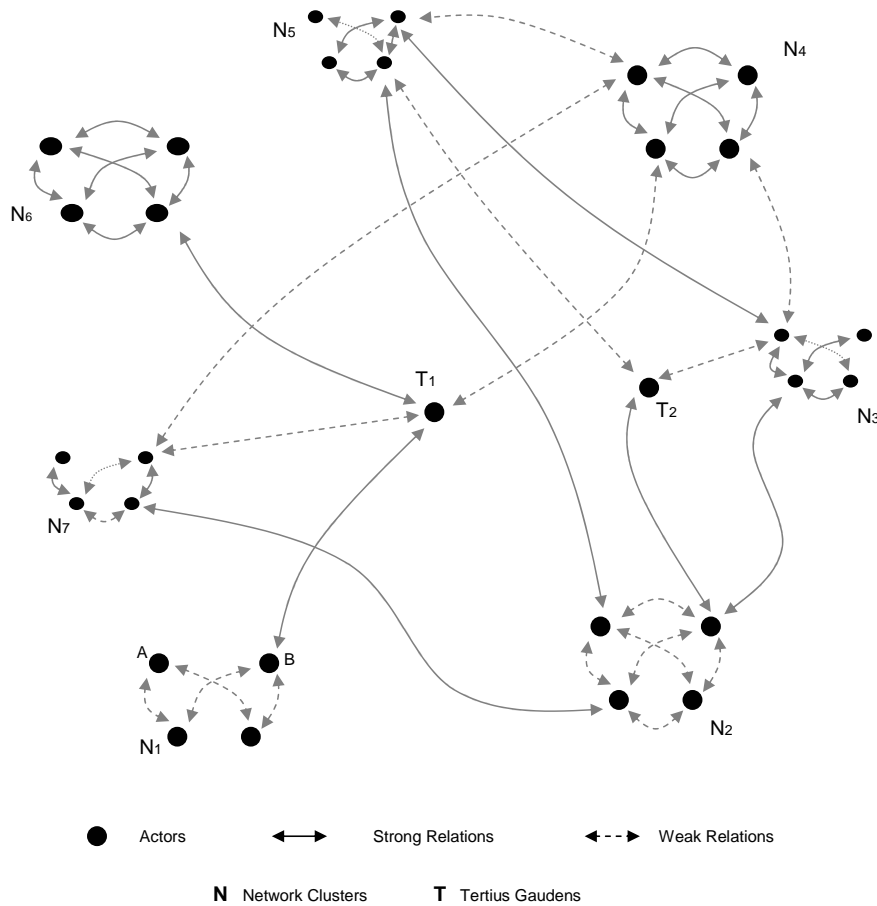 N5
N4
N6
T1
T2
N3
N7
A
B
N1
N2
Actors
Strong Relations
Weak Relations
N Network Clusters
T Tertius Gaudens